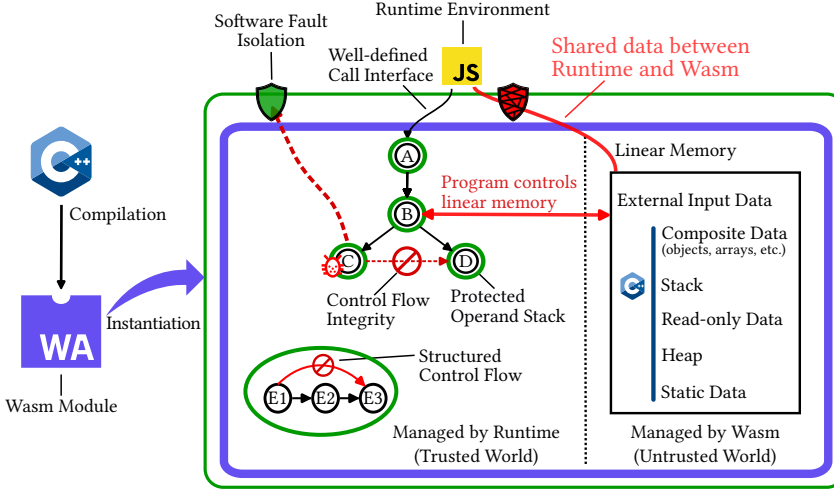 Software Fault
Isolation
Runtime Environment
Well-defined
Call Interface
JS
Shared data between
Runtime and Wasm
C++
Compilation
WA
Instantiation
Wasm Module
A
B
C
D
Program controls
linear memory
Control Flow
Integrity
Protected
Operand Stack
Structured
Control Flow
E1
E2
E3
Managed by Runtime
(Trusted World)
Linear Memory
External Input Data
Composite Data
(objects, arrays, etc.)
C++
Stack
Read-only Data
Heap
Static Data
Managed by Wasm
(Untrusted World)